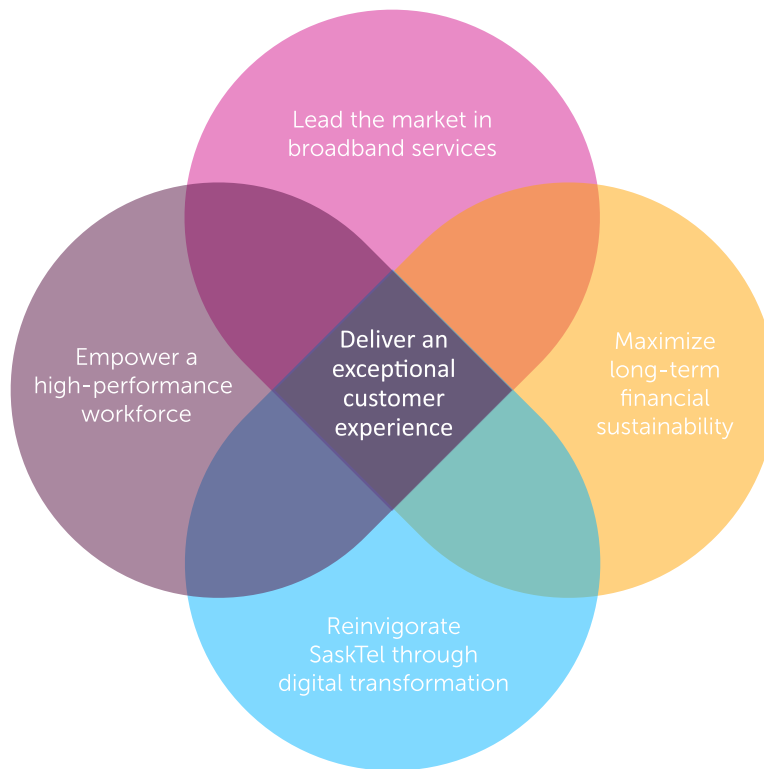 Lead the market in
broadband services
Empower a
high-performance
workforce
Deliver an
exceptional
customer
experience
Maximize
long-term
financial
sustainability
Reinvigorate
SaskTel through
digital transformation